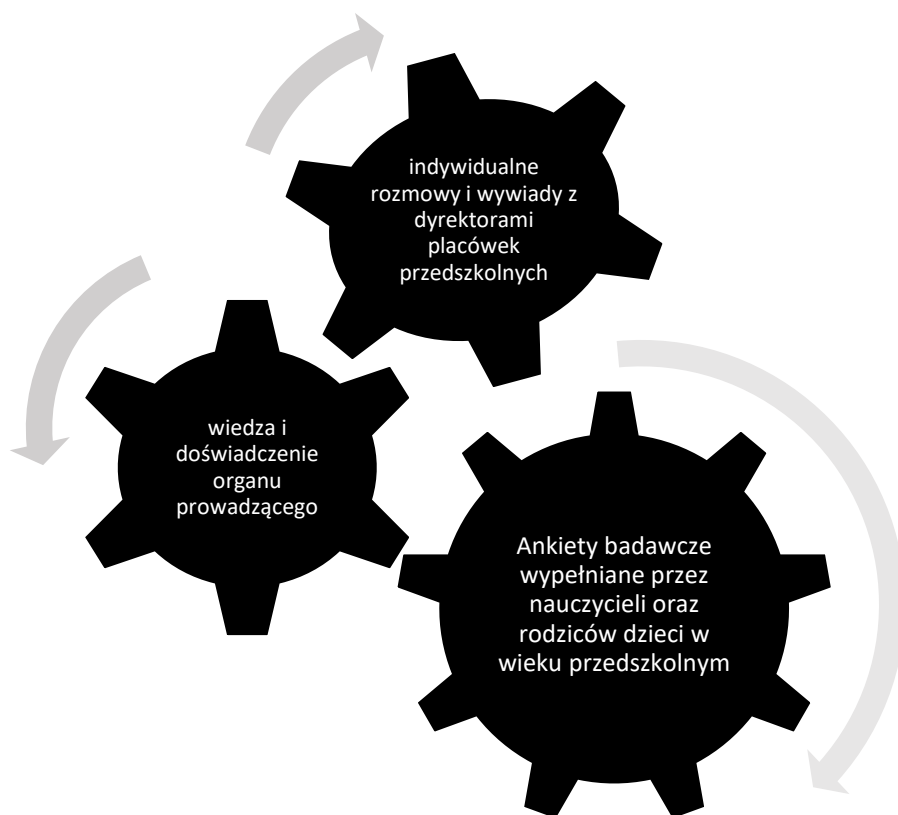 indywidualne
rozmowy i wywiady z
dyrektorami
placówek
przedszkolnych
wiedza i
doświadczenie
organu
prowadzącego
Ankiety badawcze
wypełniane przez
nauczycieli oraz
rodziców dzieci w
wieku przedszkolnym